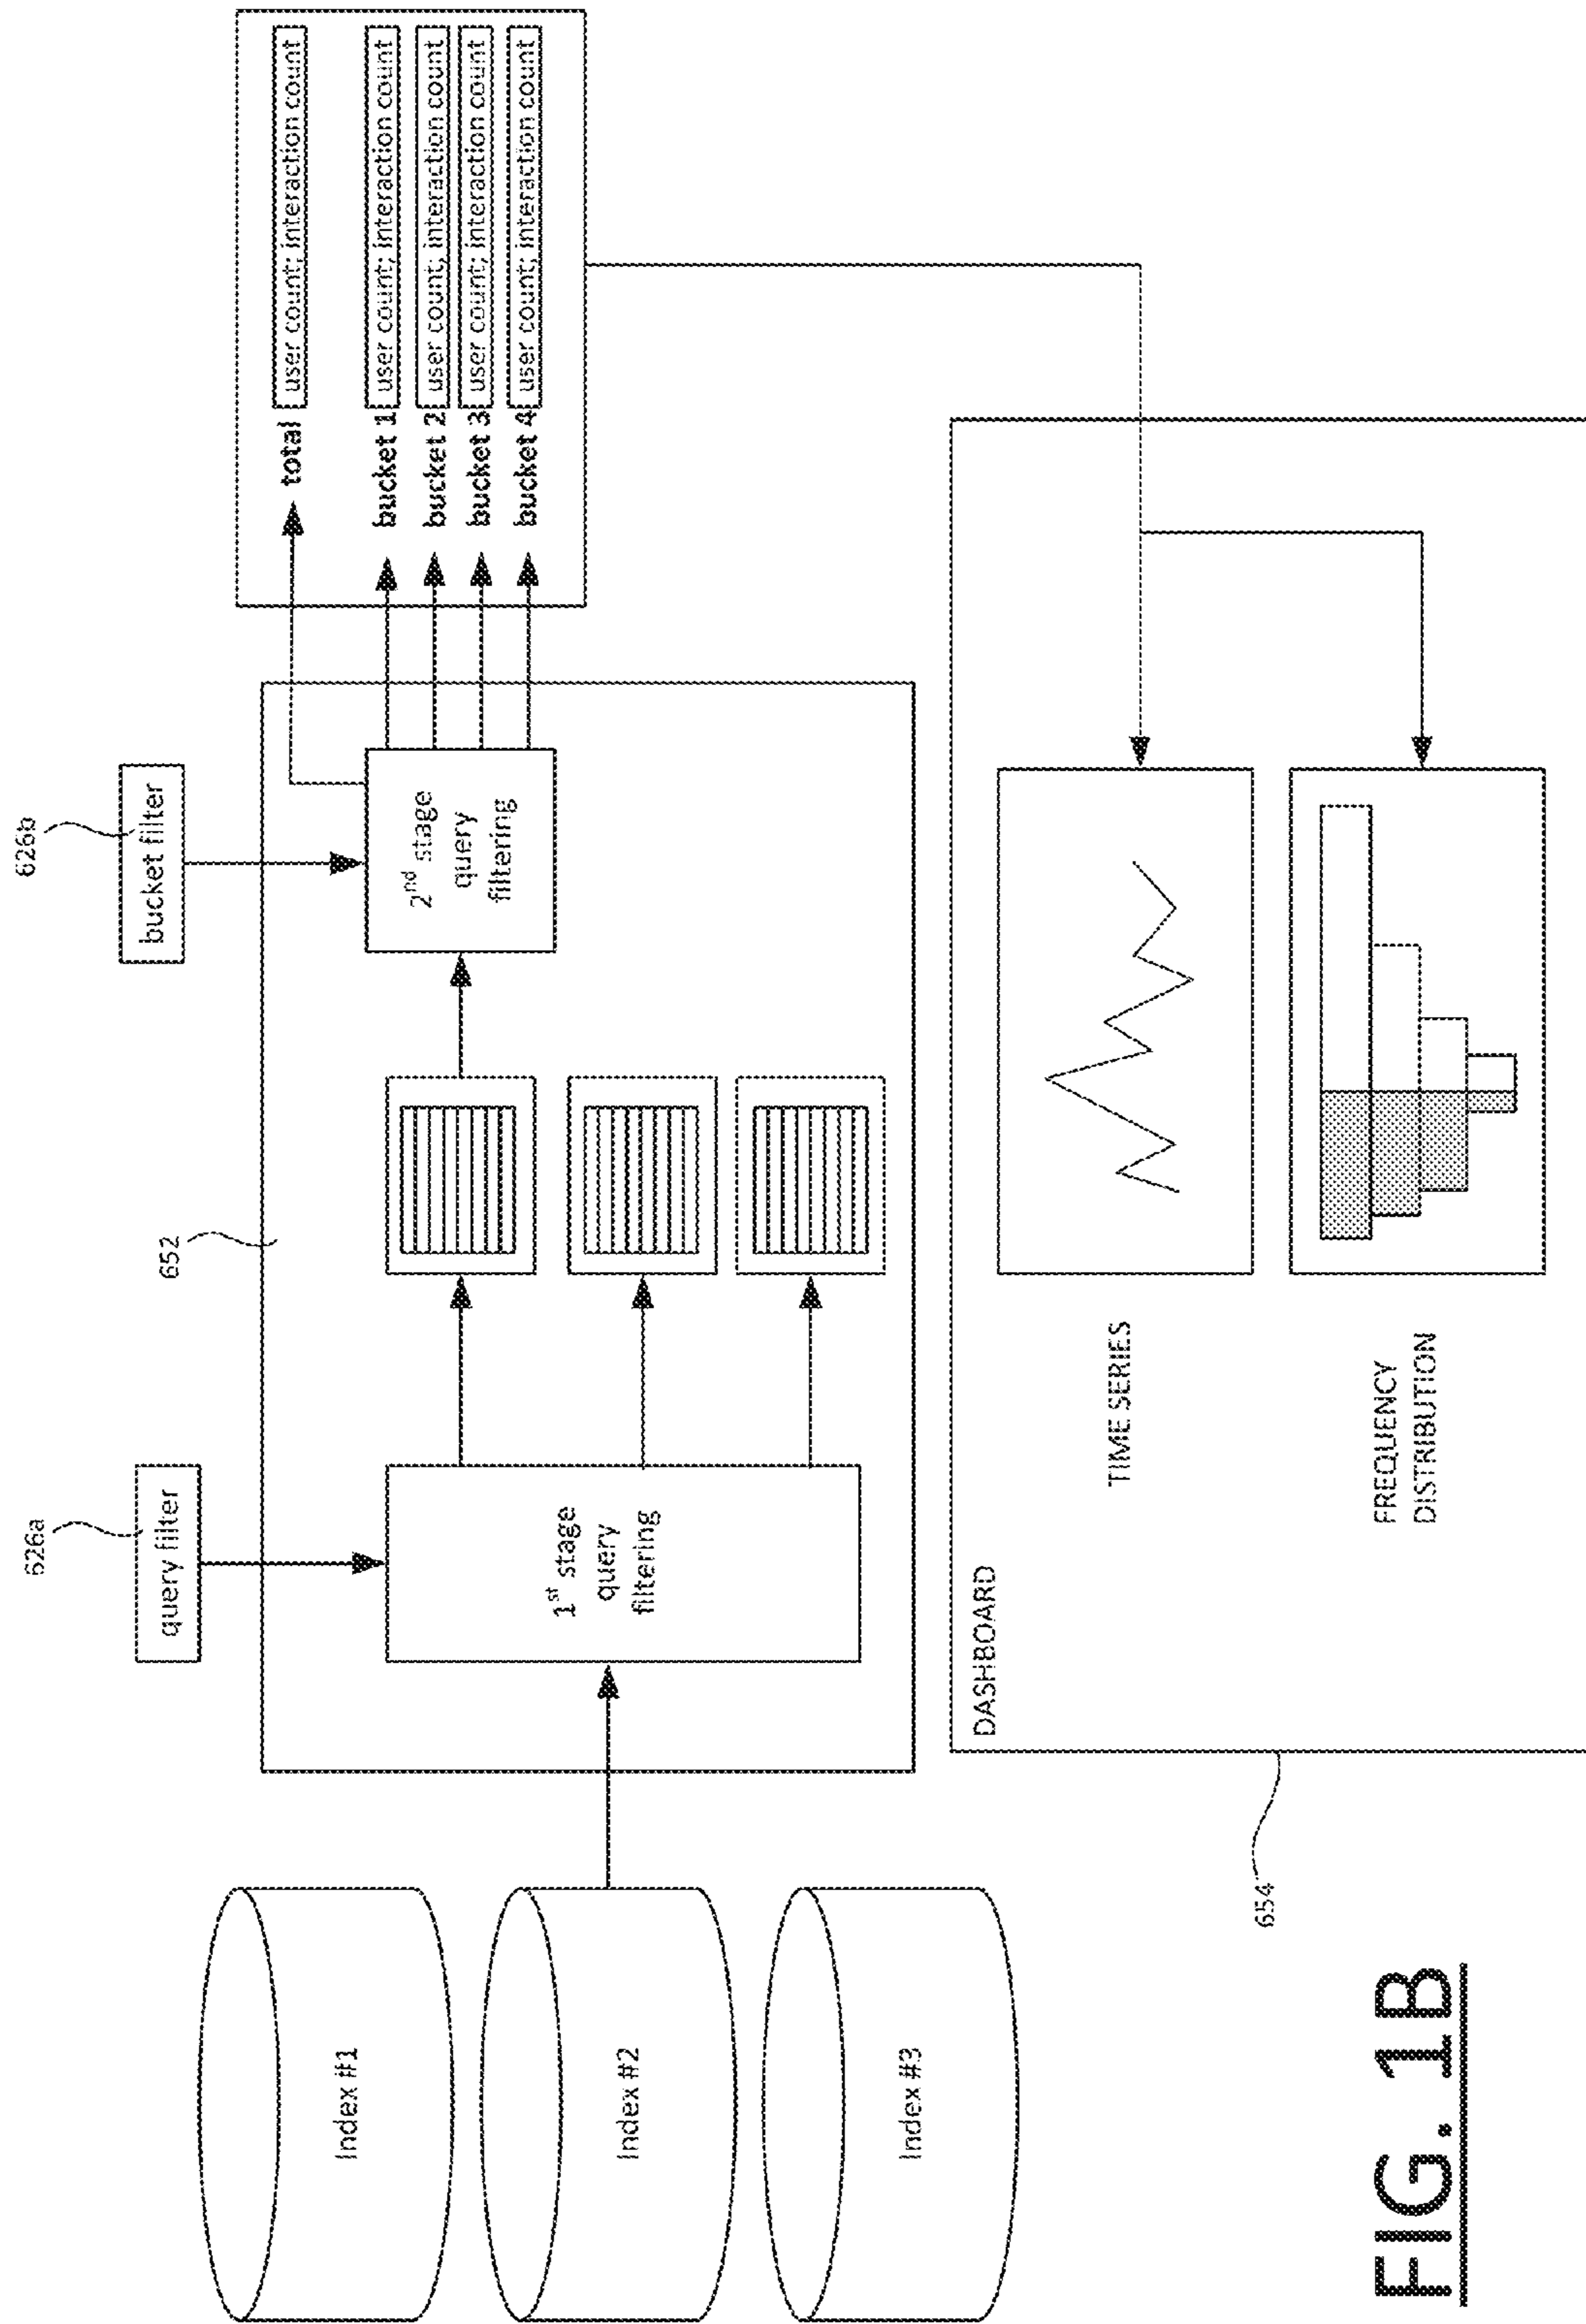 626a
626b
query filter
bucket filter
652
Index #1
Index #2
Index #3
1st stage
query
filtering
2nd stage
query
filtering
total
user count; interaction count
bucket 1
user count; interaction count
bucket 2
user count; interaction count
bucket 3
user count; interaction count
bucket 4
user count; interaction count
DASHBOARD
TIME SERIES
FREQUENCY
DISTRIBUTION
654
FIG. 1B